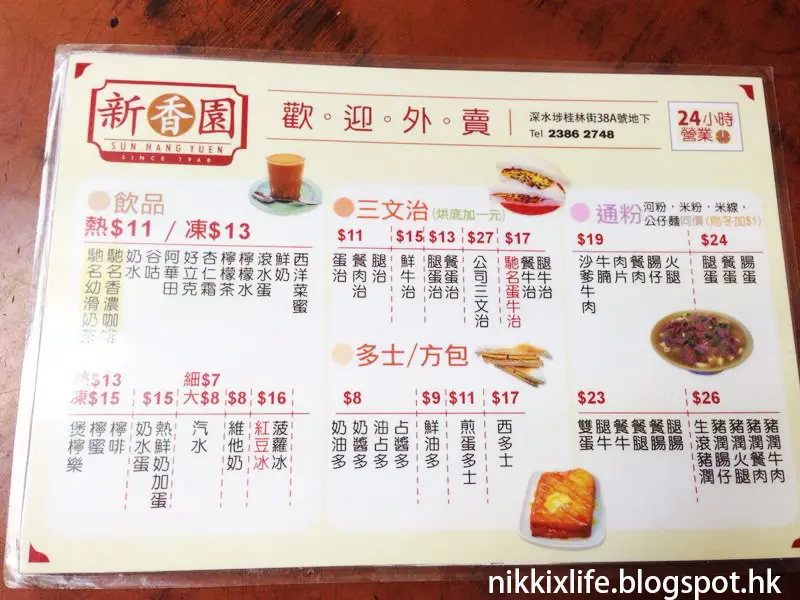 新香園
SUN HANG YUEN
SINCE 1968
歡。迎。外。賣
深水埗桂林街38A號地下
Tel 2386 2748
24小時
營業
飲品
熱$11 / 凍$13
馳名幼滑奶茶
馳名香濃咖啡
奶水
谷咕
阿華田
好立克
杏仁霜
檸檬茶
檸檬水
滾水蛋
鮮奶
西洋菜蜜
熱$13
凍$15
煲檸樂
檸蜜
檸啡
$15
奶水蛋
熱鮮奶加蛋
細$7
大$8
汽水
$8
維他奶
$16
紅豆冰
菠蘿冰
三文治(烘底加一元)
$11
蛋治
餐肉治
腿治
$15
鮮牛治
$13
腿蛋治
餐蛋治
$27
公司三文治
$17
馳名蛋牛治
餐牛治
腿牛治
多士/方包
$8
奶油多
奶醬多
油占多
占醬多
$9
鮮油多
$11
煎蛋多士
$17
西多士
通粉
河粉，米粉，米線，
公仔麵同價(烏冬加$1)
$19
沙爹牛肉
牛腩
肉片
餐肉
腸仔
火腿
$24
腿蛋
餐蛋
腸蛋
$23
雙蛋
腿牛
餐牛
餐腿
餐腸
腿腸
$26
生滾豬潤
豬潤腸仔
豬潤火腿
豬潤餐肉
豬潤牛肉
nikkixlife.blogspot.hk